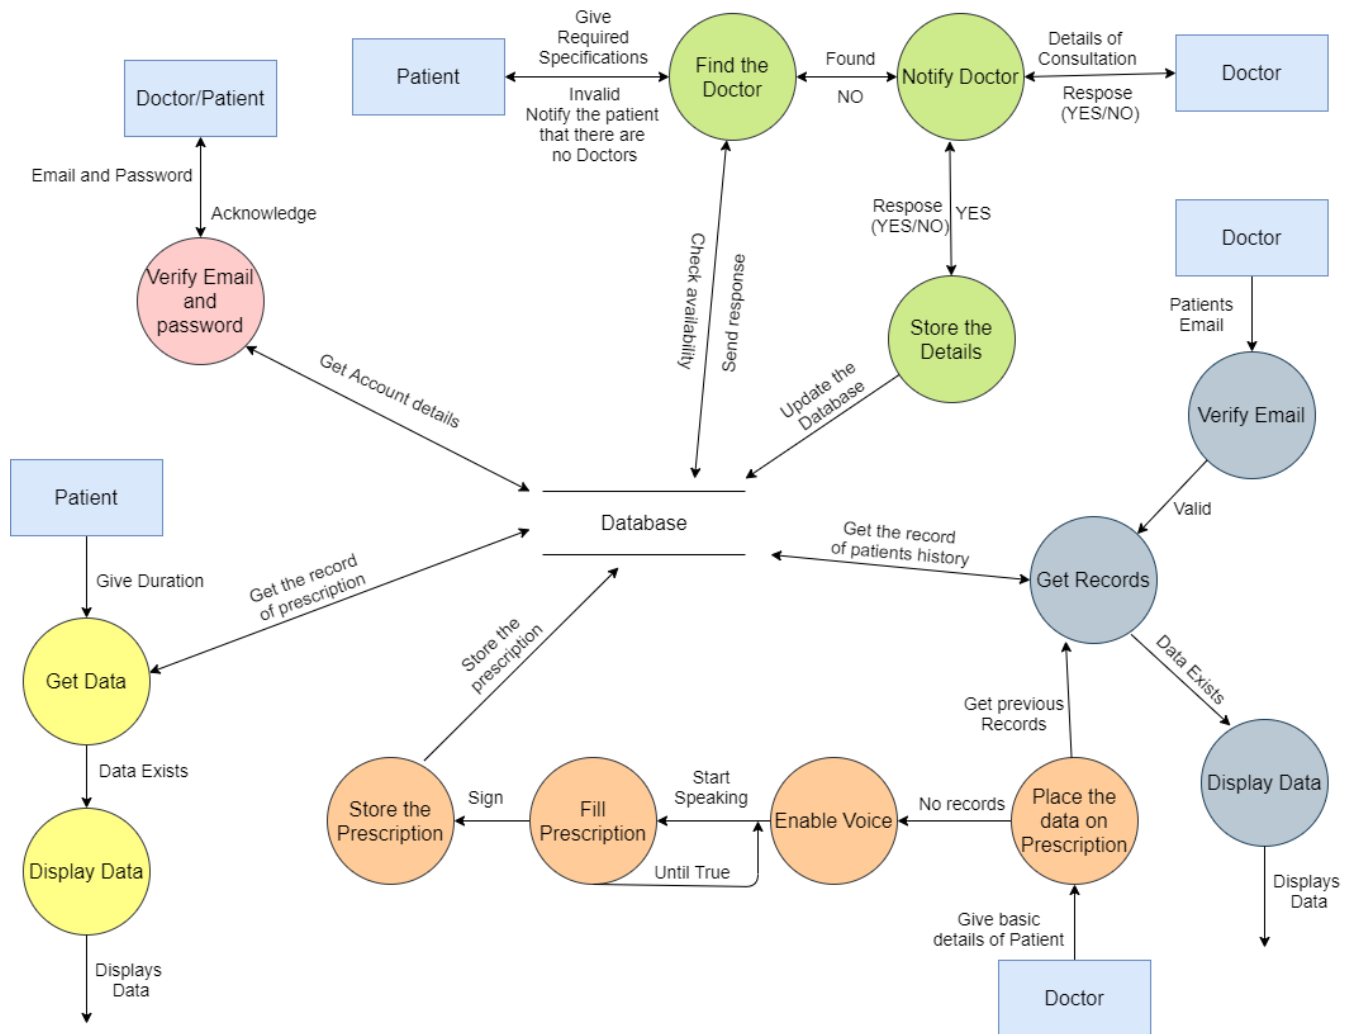 Give
Required
Specifications
Patient
Find the
Doctor
Invalid
Notify the patient
that there are
no Doctors
Found
NO
Notify Doctor
Details of
Consultation
Respose
(YES/NO)
Doctor
Doctor/Patient
Email and Password
Acknowledge
Verify Email
and
password
Get Account details
Check availability
Send response
Respose
(YES/NO)
YES
Store the
Details
Update the
Database
Doctor
Patients
Email
Verify Email
Valid
Database
Get the record
of patients history
Get Records
Data Exists
Display Data
Displays
Data
Patient
Give Duration
Get the record
of prescription
Get Data
Data Exists
Display Data
Displays
Data
Store the
prescription
Store the
Prescription
Sign
Fill
Prescription
Start
Speaking
Until True
Enable Voice
No records
Place the
data on
Prescription
Get previous
Records
Give basic
details of Patient
Doctor